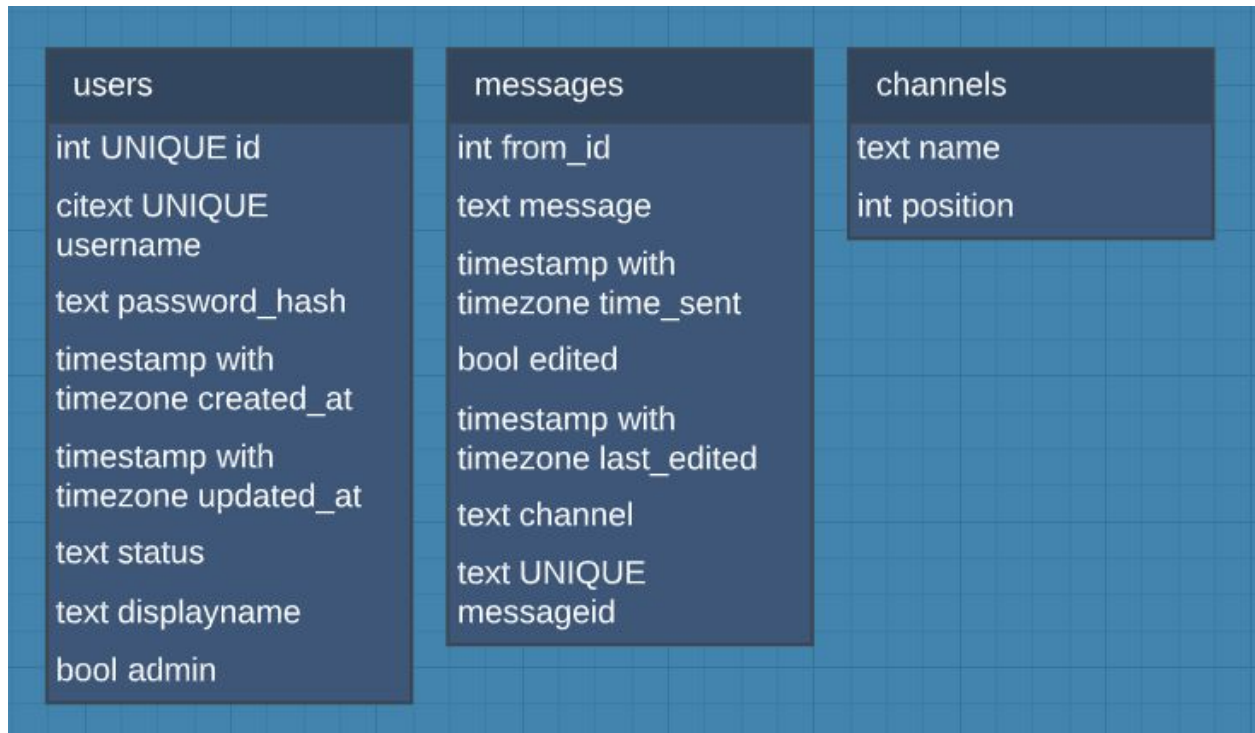 users
int UNIQUE id
citext UNIQUE
username
text password_hash
timestamp with
timezone created_at
timestamp with
timezone updated_at
text status
text displayname
bool admin
messages
int from_id
text message
timestamp with
timezone time_sent
bool edited
timestamp with
timezone last_edited
text channel
text UNIQUE
messageid
channels
text name
int position